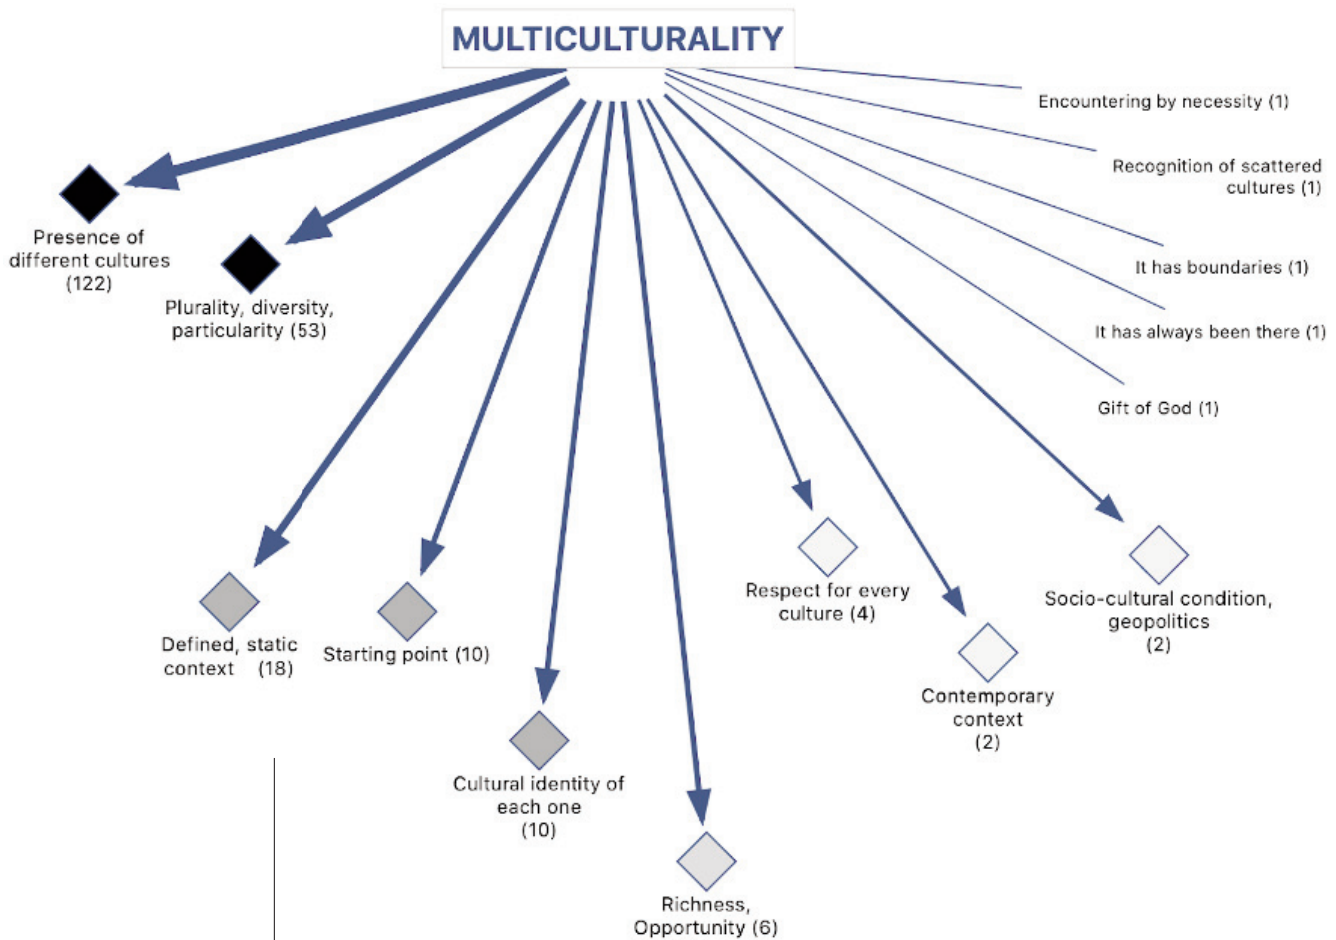 MULTICULTURALITY
Encountering by necessity (1)
Recognition of scattered
cultures (1)
It has boundaries (1)
It has always been there (1)
Gift of God (1)
Presence of
different cultures
(122)
Plurality, diversity,
particularity (53)
Defined, static
context (18)
Starting point (10)
Cultural identity of
each one
(10)
Richness,
Opportunity (6)
Respect for every
culture (4)
Contemporary
context
(2)
Socio-cultural condition,
geopolitics
(2)